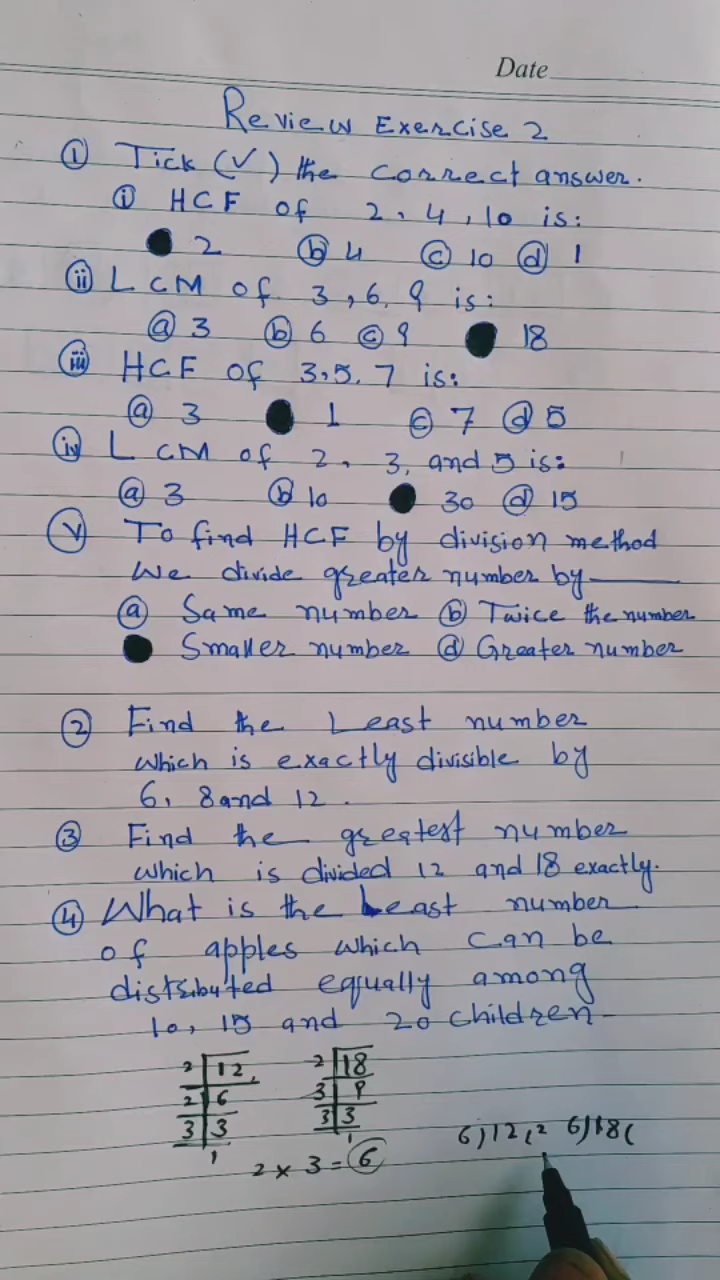 Date
Review Exercise 2
① Tick (✓) the correct answer.
ⓘ HCF of 2, 4, 10 is:
2 ⓑ 4 ⓒ 10 ⓓ 1
ⓘⓘ LCM of 3, 6, 9 is:
ⓐ 3 ⓑ 6 ⓒ 9 18
ⓘⓘⓘ HCF of 3, 5, 7 is:
ⓐ 3 1 ⓒ 7 ⓓ 5
ⓘⓥ LCM of 2, 3, and 5 is:
ⓐ 3 ⓑ 10 30 ⓓ 15
ⓥ To find HCF by division method
we divide greater number by
ⓐ Same number ⓑ Twice the number
Smaller number ⓓ Greater number
② Find the Least number
which is exactly divisible by
6, 8 and 12.
③ Find the greatest number
which is divided 12 and 18 exactly.
④ What is the Least number
of apples which can be
distributed equally among
10, 15 and 20 children
2 | 12 2 | 18
2 | 6 3 | 9
3 | 3 3 | 3
1 1
2 × 3 = 6
6)12(2 6)18(